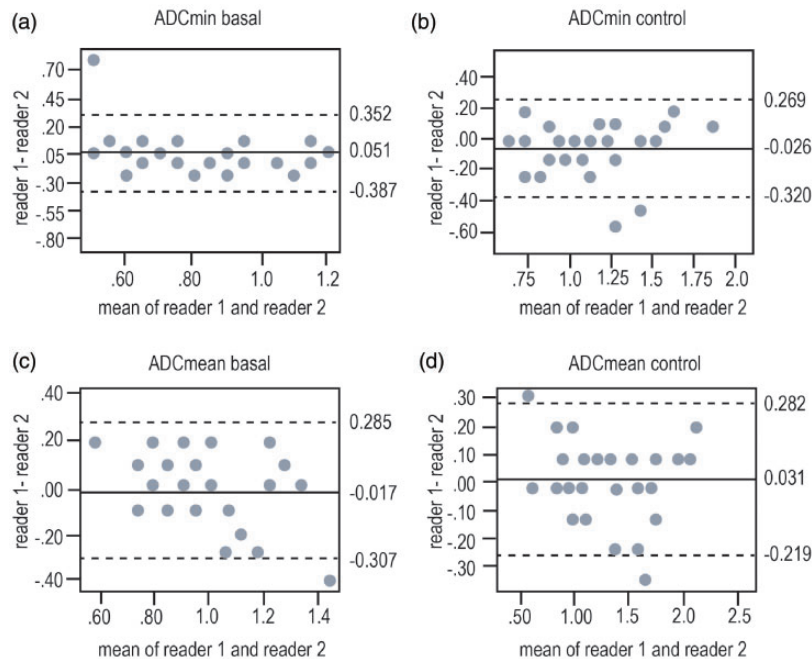 (a)
ADCmin basal
reader 1- reader 2
.70
.45
.20
.05
-.30
-.55
-.80
0.352
0.051
-0.387
.60 .80 1.0 1.2
mean of reader 1 and reader 2
(b)
ADCmin control
reader 1- reader 2
.40
.20
.00
-.20
-.40
-.60
0.269
-0.026
-0.320
.75 1.0 1.25 1.5 1.75 2.0
mean of reader 1 and reader 2
(c)
ADCmean basal
reader 1- reader 2
.40
.20
.00
-.20
-.40
0.285
-0.017
-0.307
.60 .80 1.0 1.2 1.4
mean of reader 1 and reader 2
(d)
ADCmean control
reader 1- reader 2
.30
.20
.10
.00
-.10
-.20
-.30
0.282
0.031
-0.219
.50 1.00 1.5 2.0 2.5
mean of reader 1 and reader 2